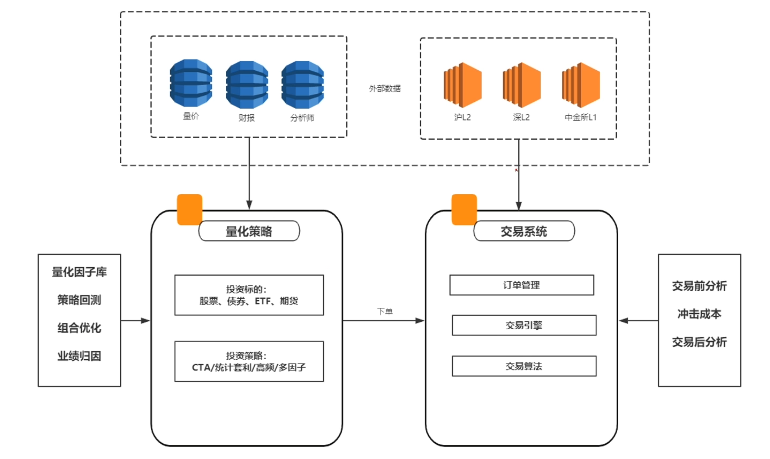 外部数据
量价
财报
分析师
沪L2
深L2
中金所L1
*
量化策略
交易系统
量化因子库
策略回测
组合优化
业绩归因
投资标的:
股票、债券、ETF、期货
投资策略:
CTA/统计套利/高频/多因子
下单
订单管理
交易引擎
交易算法
交易前分析
冲击成本
交易后分析